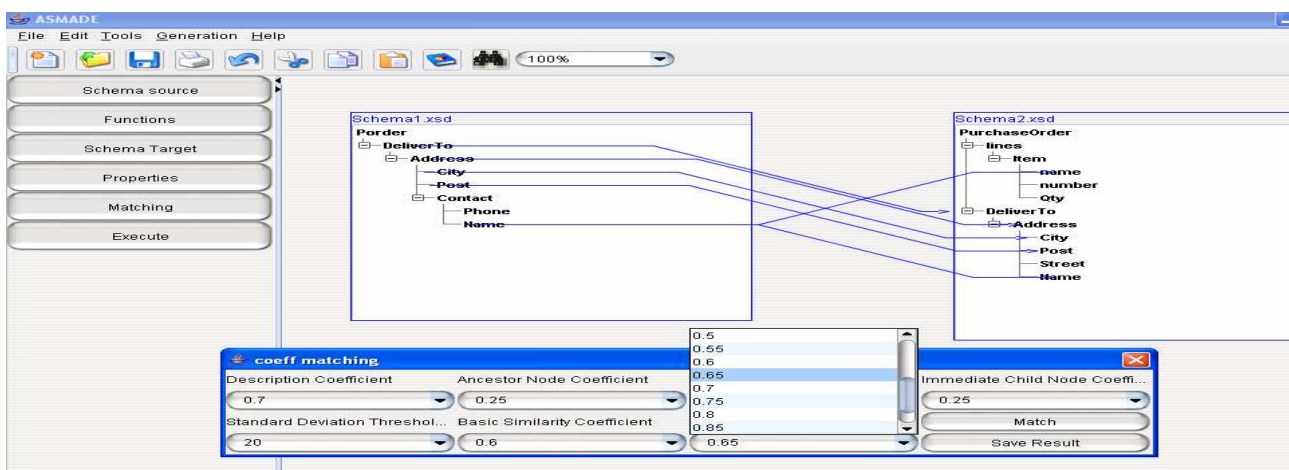 ASMADE
File Edit Tools Generation Help
100%
Schema source
Functions
Schema Target
Properties
Matching
Execute
Schema1.xsd
Porder
DeliverTo
Address
City
Post
Contact
Phone
Name
Schema2.xsd
PurchaseOrder
lines
Item
name
number
Qty
DeliverTo
Address
City
Post
Street
Name
coeff matching
Description Coefficient
Ancestor Node Coefficient
Immediate Child Node Coeffi...
0.7
0.25
0.25
0.5
0.55
0.6
0.65
0.7
0.75
0.8
0.85
Standard Deviation Threshol...
Basic Similarity Coefficient
Match
20
0.6
0.65
Save Result